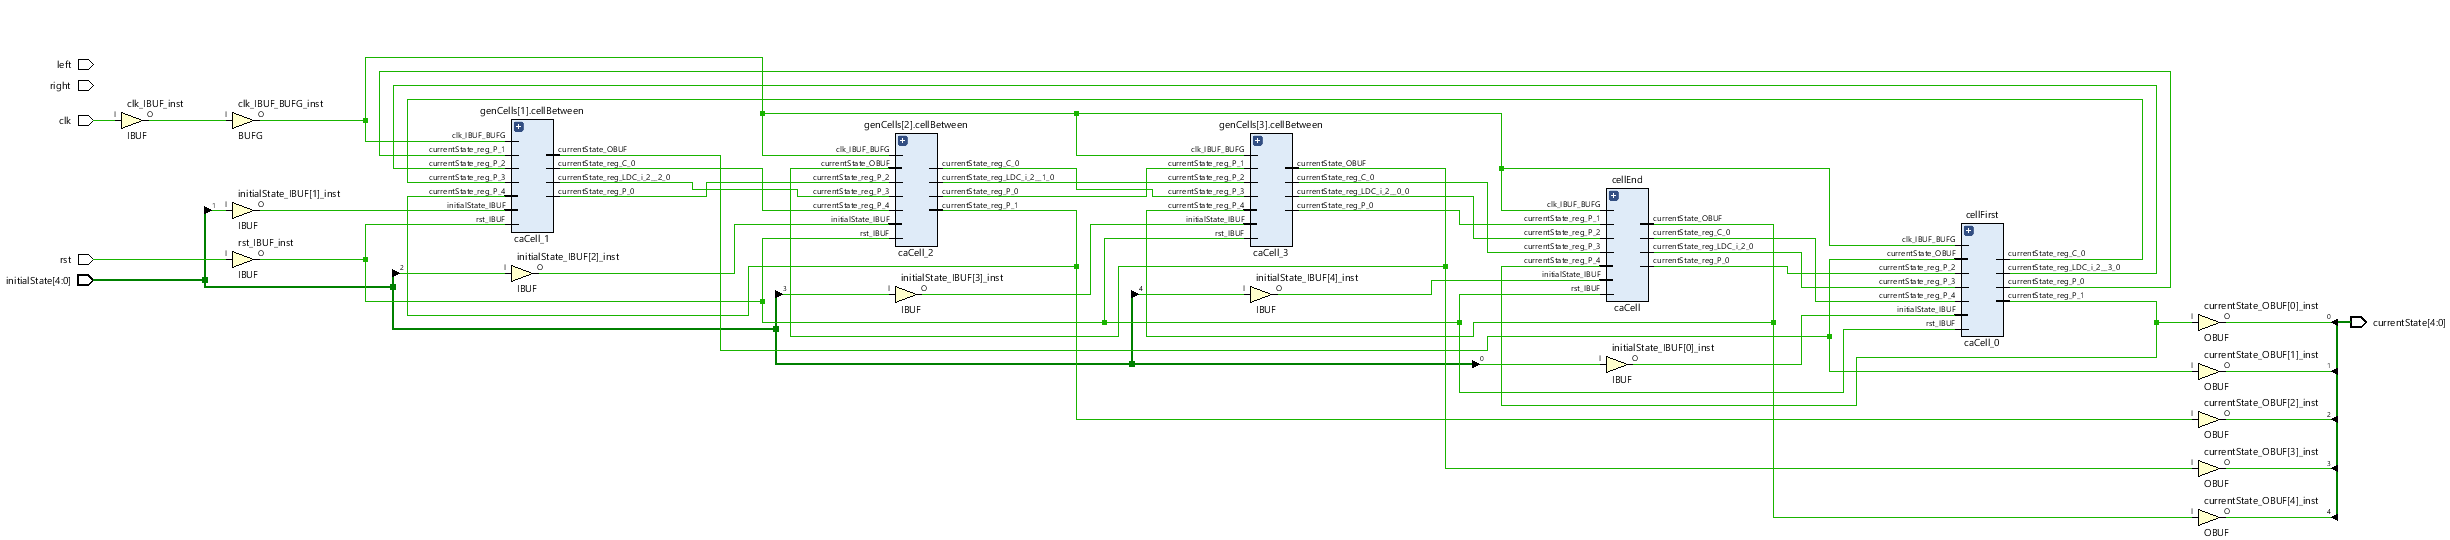 left
right
clk
clk_IBUF_inst
I
O
IBUF
clk_IBUF_BUFG_inst
I
O
BUFG
initialState_IBUF[1]_inst
1
I
O
IBUF
rst_IBUF_inst
rst
I
O
IBUF
initialState[4:0]
genCells[1].cellBetween
clk_IBUF_BUFG
currentState_reg_P_1
currentState_reg_P_2
currentState_reg_P_3
currentState_reg_P_4
initialState_IBUF
rst_IBUF
currentState_OBUF
currentState_reg_C_0
currentState_reg_LDC_i_2__2_0
currentState_reg_P_0
caCell_1
initialState_IBUF[2]_inst
2
I
O
IBUF
genCells[2].cellBetween
clk_IBUF_BUFG
currentState_OBUF
currentState_reg_P_2
currentState_reg_P_3
currentState_reg_P_4
initialState_IBUF
rst_IBUF
currentState_reg_C_0
currentState_reg_LDC_i_2__1_0
currentState_reg_P_0
currentState_reg_P_1
caCell_2
initialState_IBUF[3]_inst
3
I
O
IBUF
genCells[3].cellBetween
clk_IBUF_BUFG
currentState_reg_P_1
currentState_reg_P_2
currentState_reg_P_3
currentState_reg_P_4
initialState_IBUF
rst_IBUF
currentState_OBUF
currentState_reg_C_0
currentState_reg_LDC_i_2__0_0
currentState_reg_P_0
caCell_3
initialState_IBUF[4]_inst
4
I
O
IBUF
cellEnd
clk_IBUF_BUFG
currentState_reg_P_1
currentState_reg_P_2
currentState_reg_P_3
currentState_reg_P_4
initialState_IBUF
rst_IBUF
currentState_OBUF
currentState_reg_C_0
currentState_reg_LDC_i_2_0
currentState_reg_P_0
caCell
initialState_IBUF[0]_inst
0
I
O
IBUF
cellFirst
clk_IBUF_BUFG
currentState_OBUF
currentState_reg_P_2
currentState_reg_P_3
currentState_reg_P_4
initialState_IBUF
rst_IBUF
currentState_reg_C_0
currentState_reg_LDC_i_2__3_0
currentState_reg_P_0
currentState_reg_P_1
caCell_0
currentState_OBUF[0]_inst
I
O
0
OBUF
currentState[4:0]
currentState_OBUF[1]_inst
I
O
1
OBUF
currentState_OBUF[2]_inst
I
O
2
OBUF
currentState_OBUF[3]_inst
I
O
3
OBUF
currentState_OBUF[4]_inst
I
O
4
OBUF